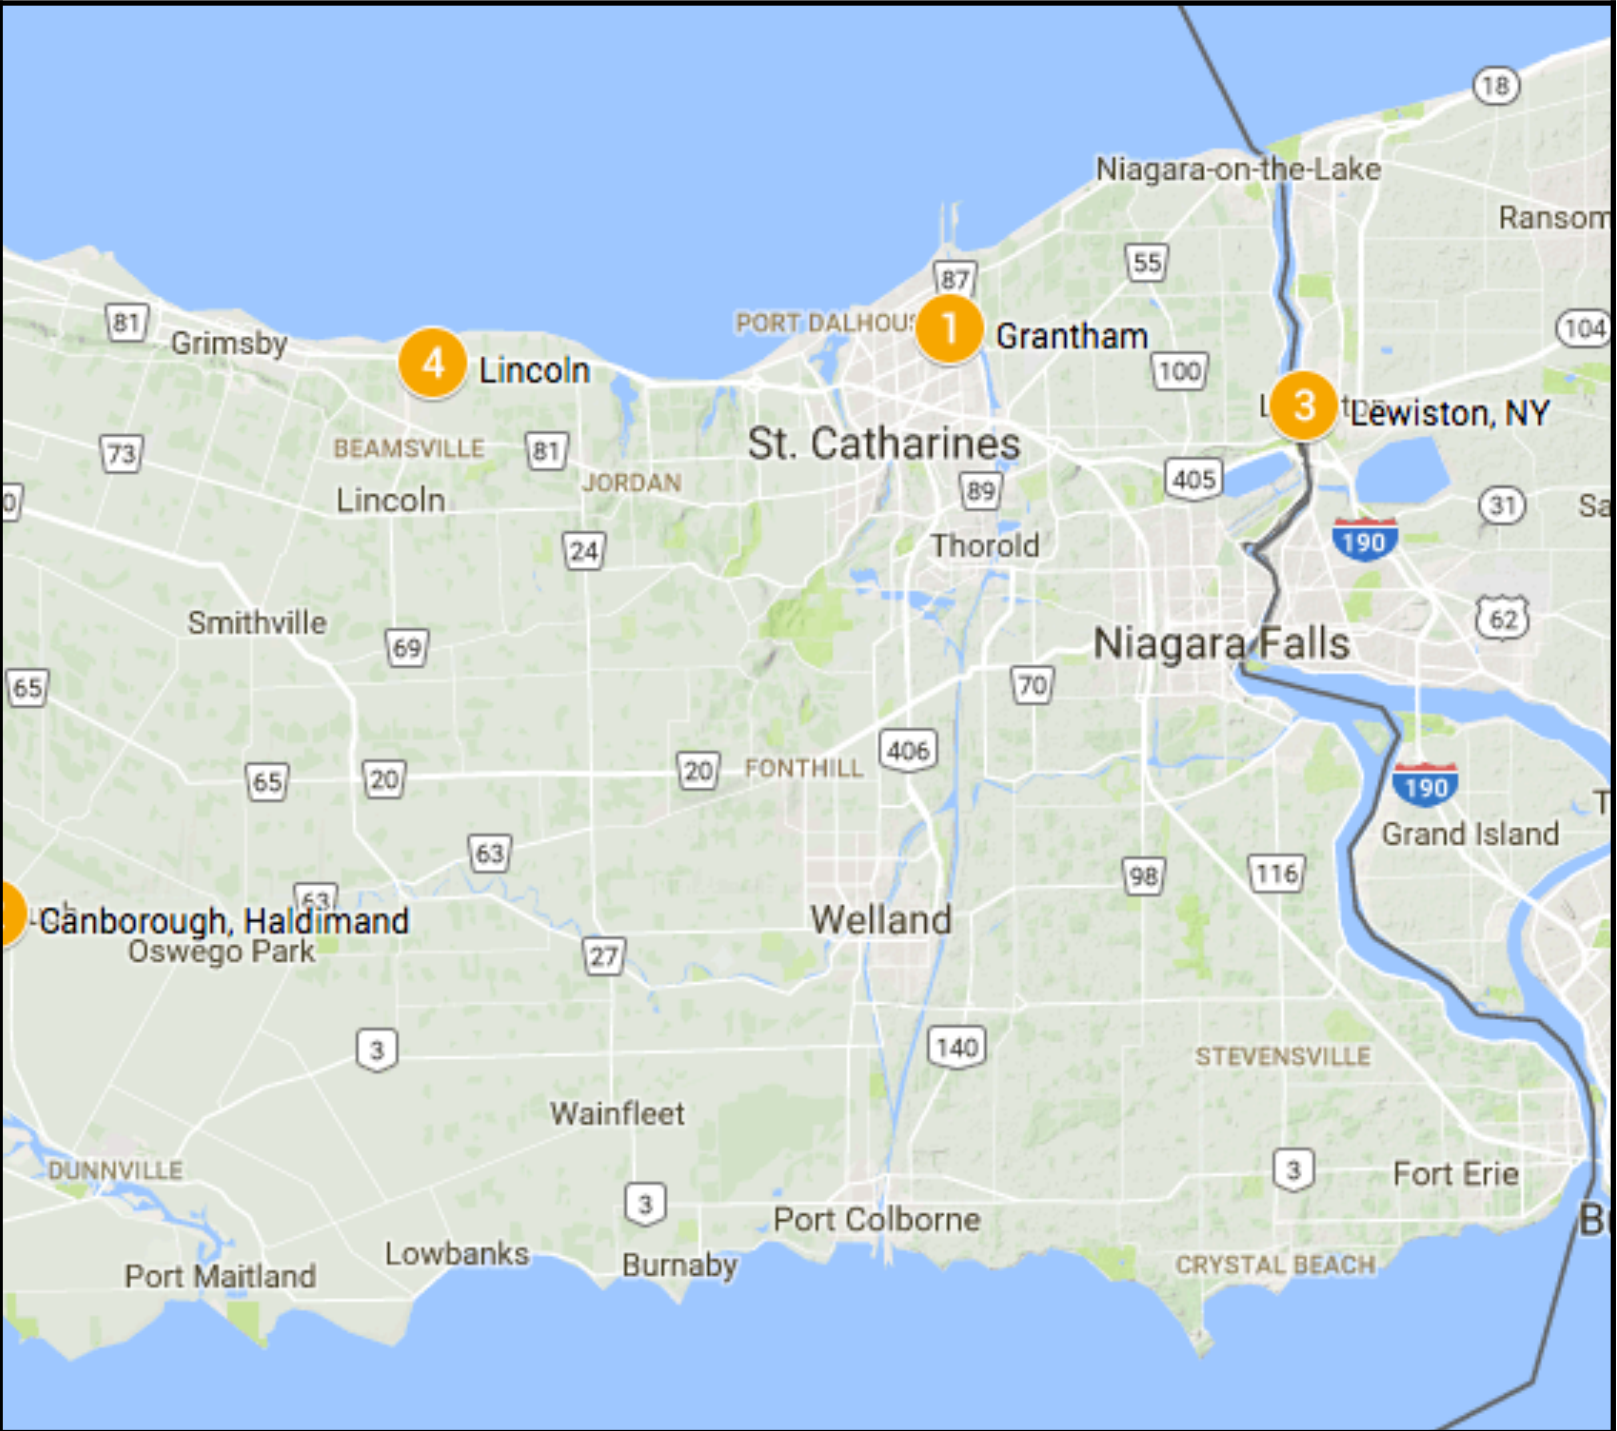 18
Niagara-on-the-Lake
Ransom
55
87
81
Grimsby
PORT DALHOUS
1
Grantham
104
4
Lincoln
100
3
Lewiston, NY
BEAMSVILLE
81
St. Catharines
73
JORDAN
405
89
Lincoln
0
31
Sa
190
24
Thorold
Smithville
62
69
Niagara Falls
65
70
406
20
FONTHILL
65
20
190
T
Grand Island
63
98
116
63
Canborough, Haldimand
Welland
Oswego Park
27
3
140
STEVENSVILLE
Wainfleet
DUNNVILLE
3
Fort Erie
3
Port Colborne
B
Lowbanks
Burnaby
CRYSTAL BEACH
Port Maitland